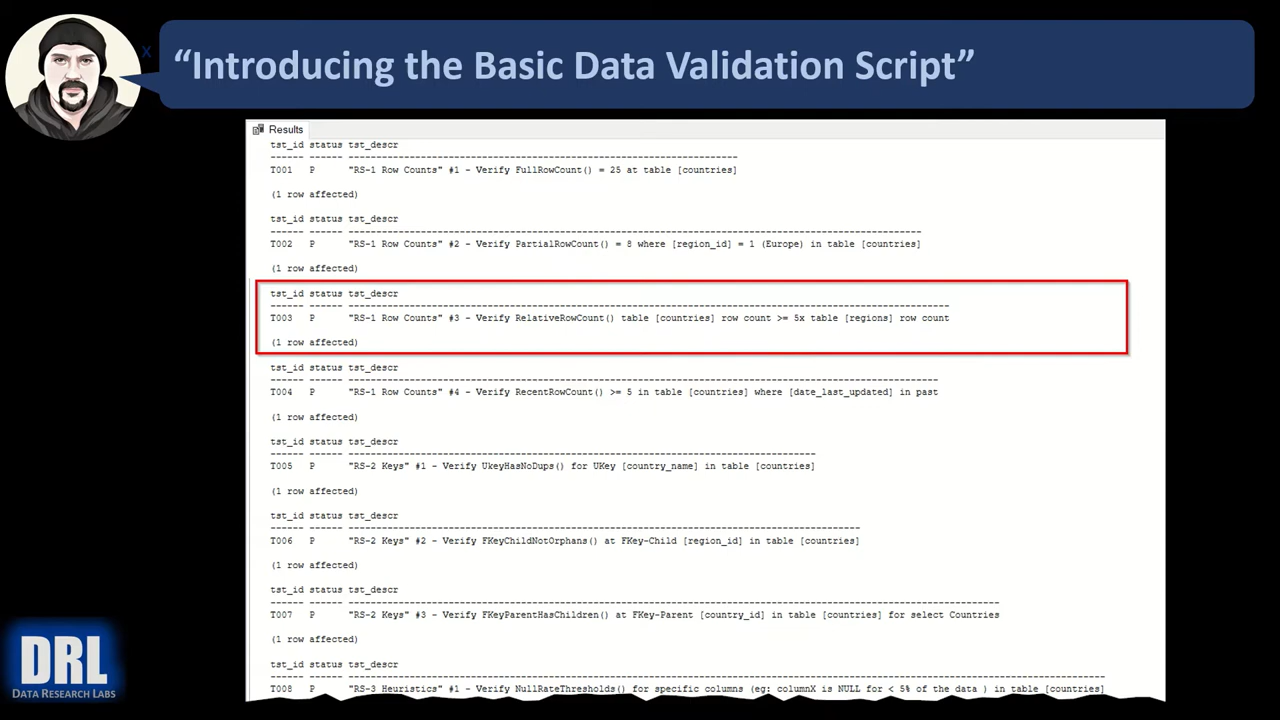 x
“Introducing the Basic Data Validation Script”
Results
tst_id status tst_descr
------ ------ ----------------------------------------------------------------------
T001 P "RS-1 Row Counts" #1 - Verify FullRowCount() = 25 at table [countries]
(1 row affected)
tst_id status tst_descr
------ ------ -------------------------------------------------------------------------------------------------------
T002 P "RS-1 Row Counts" #2 - Verify PartialRowCount() = 8 where [region_id] = 1 (Europe) in table [countries]
(1 row affected)
tst_id status tst_descr
------ ------ ------------------------------------------------------------------------------------------------------------
T003 P "RS-1 Row Counts" #3 - Verify RelativeRowCount() table [countries] row count >= 5x table [regions] row count
(1 row affected)
tst_id status tst_descr
------ ------ ----------------------------------------------------------------------------------------------------------
T004 P "RS-1 Row Counts" #4 - Verify RecentRowCount() >= 5 in table [countries] where [date_last_updated] in past
(1 row affected)
tst_id status tst_descr
------ ------ ------------------------------------------------------------------------------------
T005 P "RS-2 Keys" #1 - Verify UkeyHasNoDups() for UKey [country_name] in table [countries]
(1 row affected)
tst_id status tst_descr
------ ------ --------------------------------------------------------------------------------------------
T006 P "RS-2 Keys" #2 - Verify FKeyChildNotOrphans() at FKey-Child [region_id] in table [countries]
(1 row affected)
tst_id status tst_descr
------ ------ ---------------------------------------------------------------------------------------------------------------------
T007 P "RS-2 Keys" #3 - Verify FKeyParentHasChildren() at FKey-Parent [country_id] in table [countries] for select Countries
(1 row affected)
tst_id status tst_descr
------ ------ ----------------------------------------------------------------------------------------------------------------------------------------
T008 P "RS-3 Heuristics" #1 - Verify NullRateThresholds() for specific columns (eg: columnX is NULL for < 5% of the data ) in table [countries]
DRL
DATA RESEARCH LABS